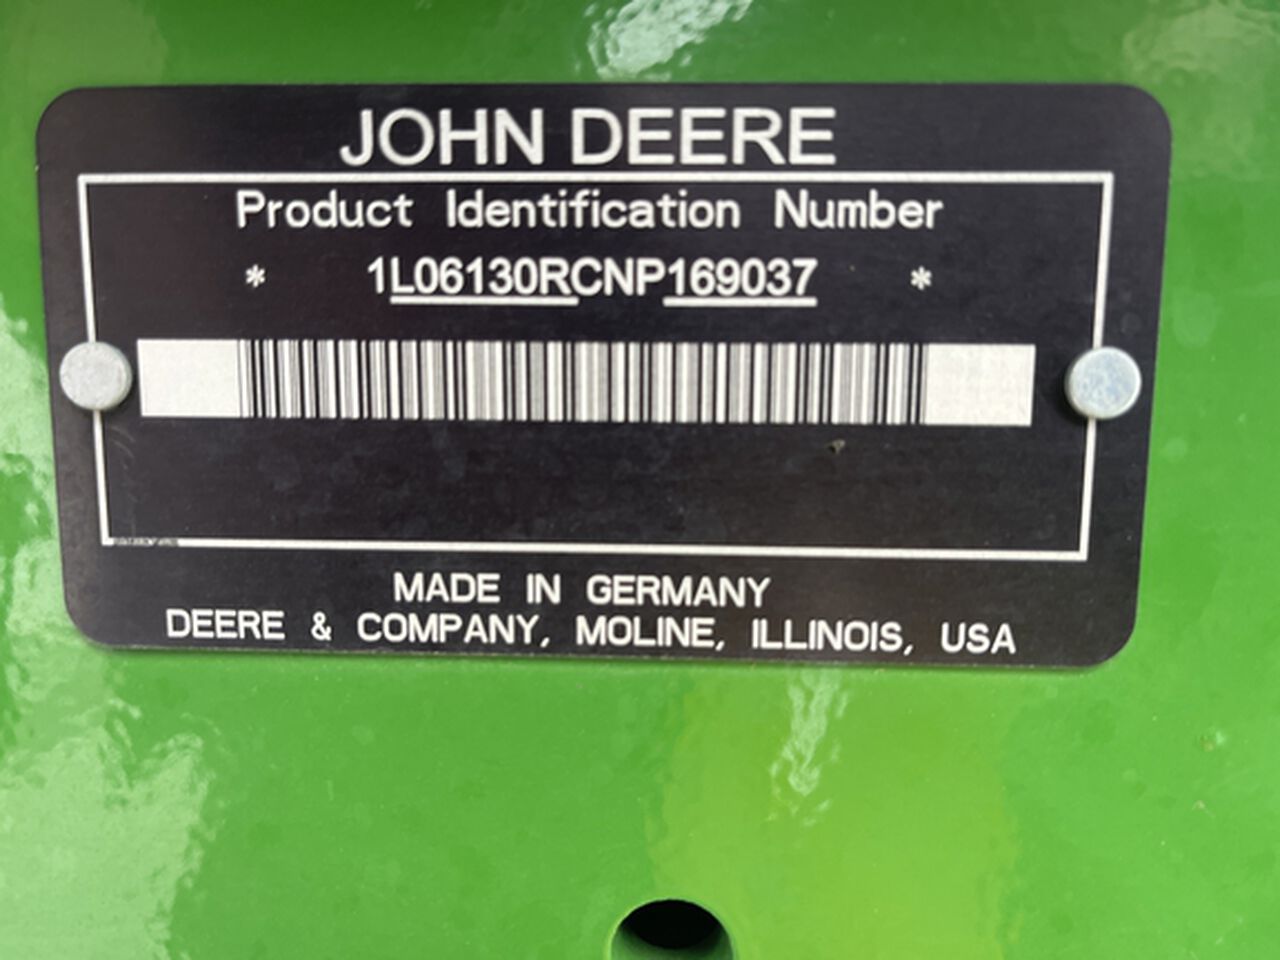 JOHN DEERE
Product Identification Number
* 1L06130RCNP169037 *
MADE IN GERMANY
DEERE & COMPANY, MOLINE, ILLINOIS, USA